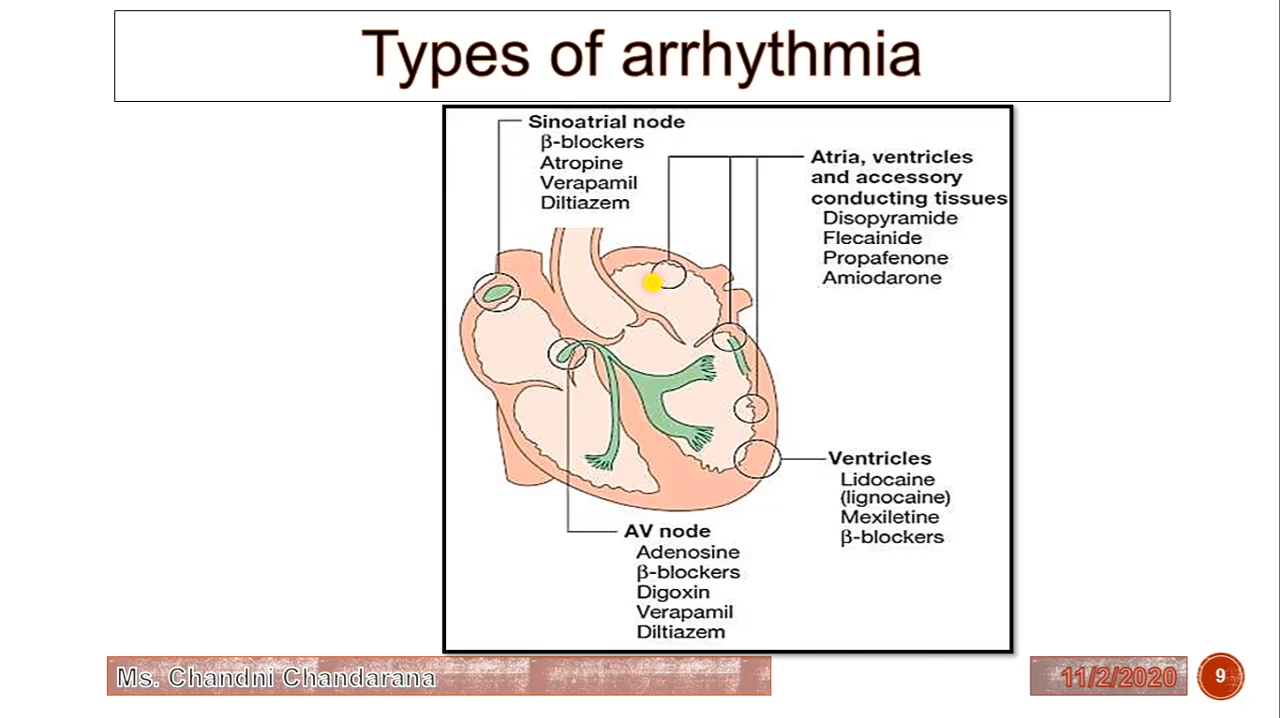 Types of arrhythmia
Sinoatrial node
β-blockers
Atropine
Verapamil
Diltiazem
Atria, ventricles
and accessory
conducting tissues
Disopyramide
Flecainide
Propafenone
Amiodarone
Ventricles
Lidocaine
(lignocaine)
Mexiletine
β-blockers
AV node
Adenosine
β-blockers
Digoxin
Verapamil
Diltiazem
Ms. Chandni Chandarana
11/2/2020
9